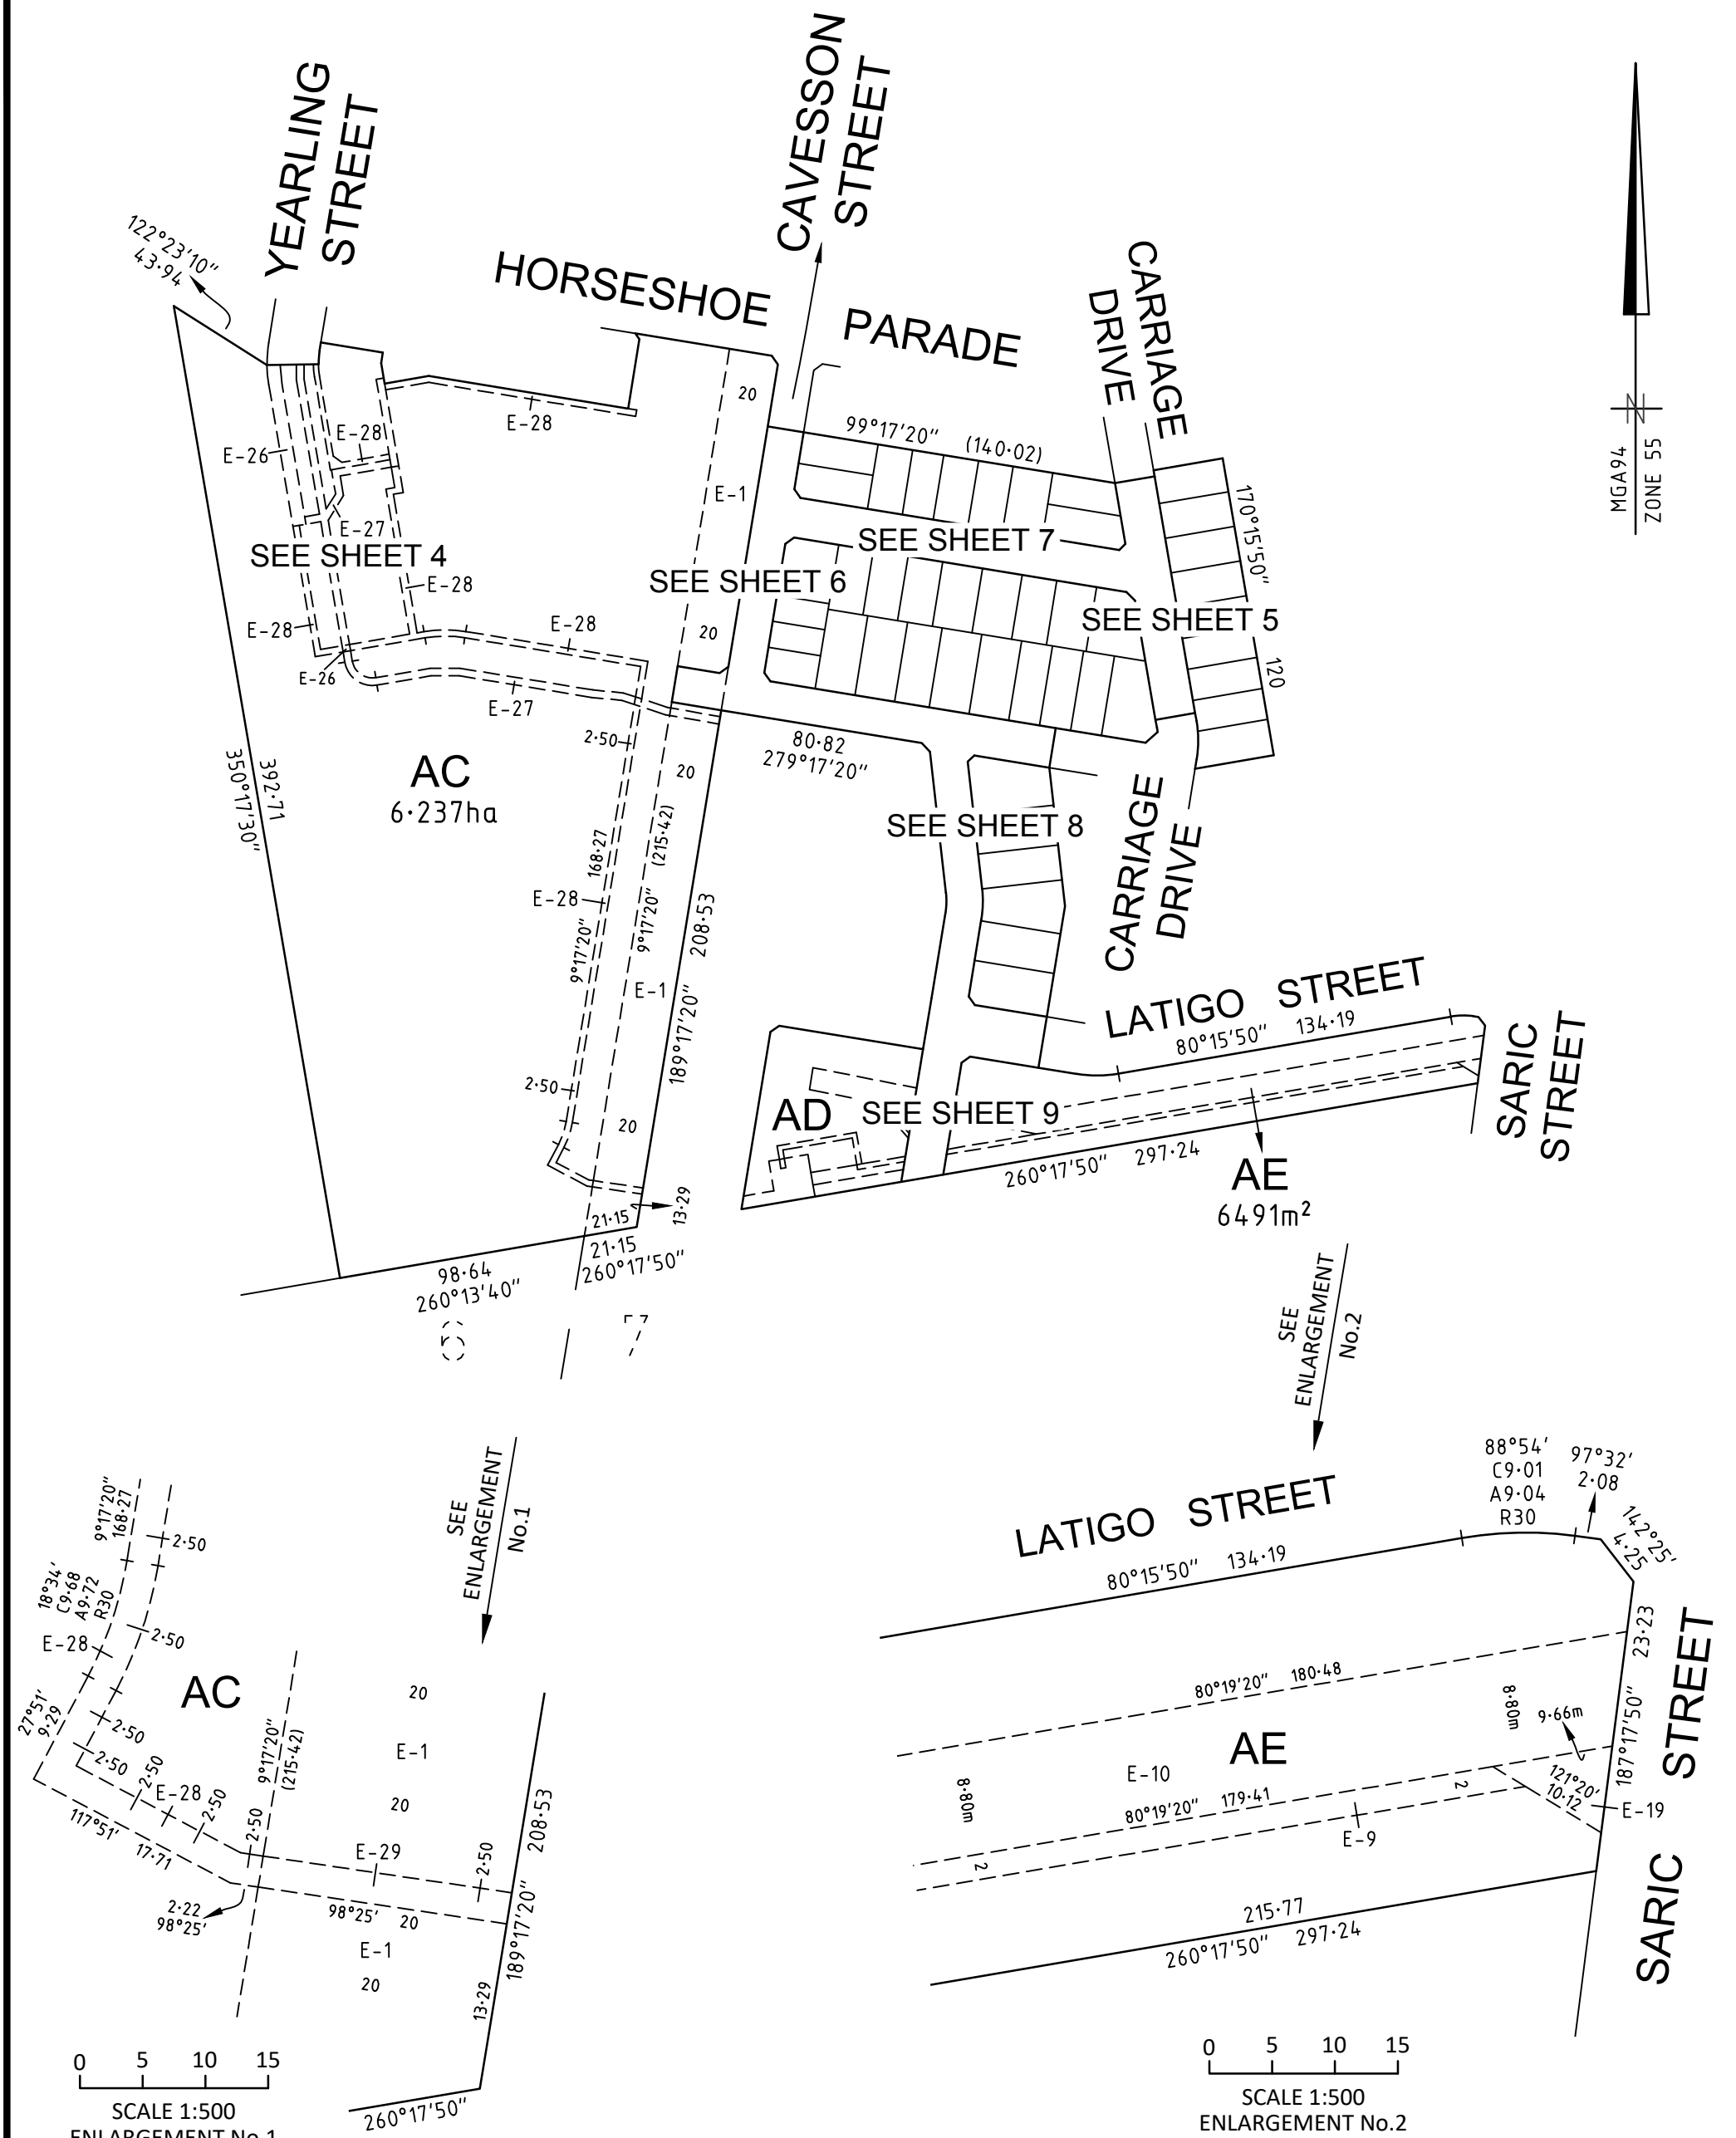 YEARLING
STREET
CAVESSON
STREET
122°23'10"
43·94
HORSESHOE
PARADE
CARRIAGE
DRIVE
MGA94
ZONE 55
N
20
99°17'20" (140·02)
E-28
E-28
E-26
E-1
170°15'50"
E-27
SEE SHEET 4
SEE SHEET 7
SEE SHEET 6
E-28
SEE SHEET 5
E-28
E-28
20
E-26
120
E-27
2·50
80·82
279°17'20"
20
AC
6·237ha
392·71
350°17'30"
SEE SHEET 8
CARRIAGE
DRIVE
168·27
(215·42)
E-28
9°17'20"
9°17'20"
208·53
189°17'20"
E-1
LATIGO STREET
80°15'50" 134·19
SARIC
STREET
2·50
20
AD
SEE SHEET 9
260°17'50" 297·24
AE
6491m²
13·29
21·15
21·15
260°17'50"
98·64
260°13'40"
8
7
SEE
ENLARGEMENT
No.2
SEE
ENLARGEMENT
No.1
9°17'20"
168·27
2·50
18°34'
C9·68
A9·72
R30
2·50
E-28
AC
27°51'
9·29
2·50
2·50
2·50
E-28
2·50
9°17'20"
(215·42)
20
E-1
20
117°51'
17·71
2·50
E-29
2·50
208·53
2·22
98°25'
98°25'
20
E-1
20
189°17'20"
13·29
260°17'50"
0 5 10 15
SCALE 1:500
ENLARGEMENT No.1
88°54'
C9·01
A9·04
R30
97°32'
2·08
142°25'
4·25
LATIGO STREET
80°15'50" 134·19
23·23
187°17'50"
SARIC STREET
80°19'20" 180·48
8·80m
9·66m
AE
E-10
8·80m
80°19'20" 179·41
2
121°20'
10·12
E-19
E-9
2
215·77
260°17'50" 297·24
0 5 10 15
SCALE 1:500
ENLARGEMENT No.2